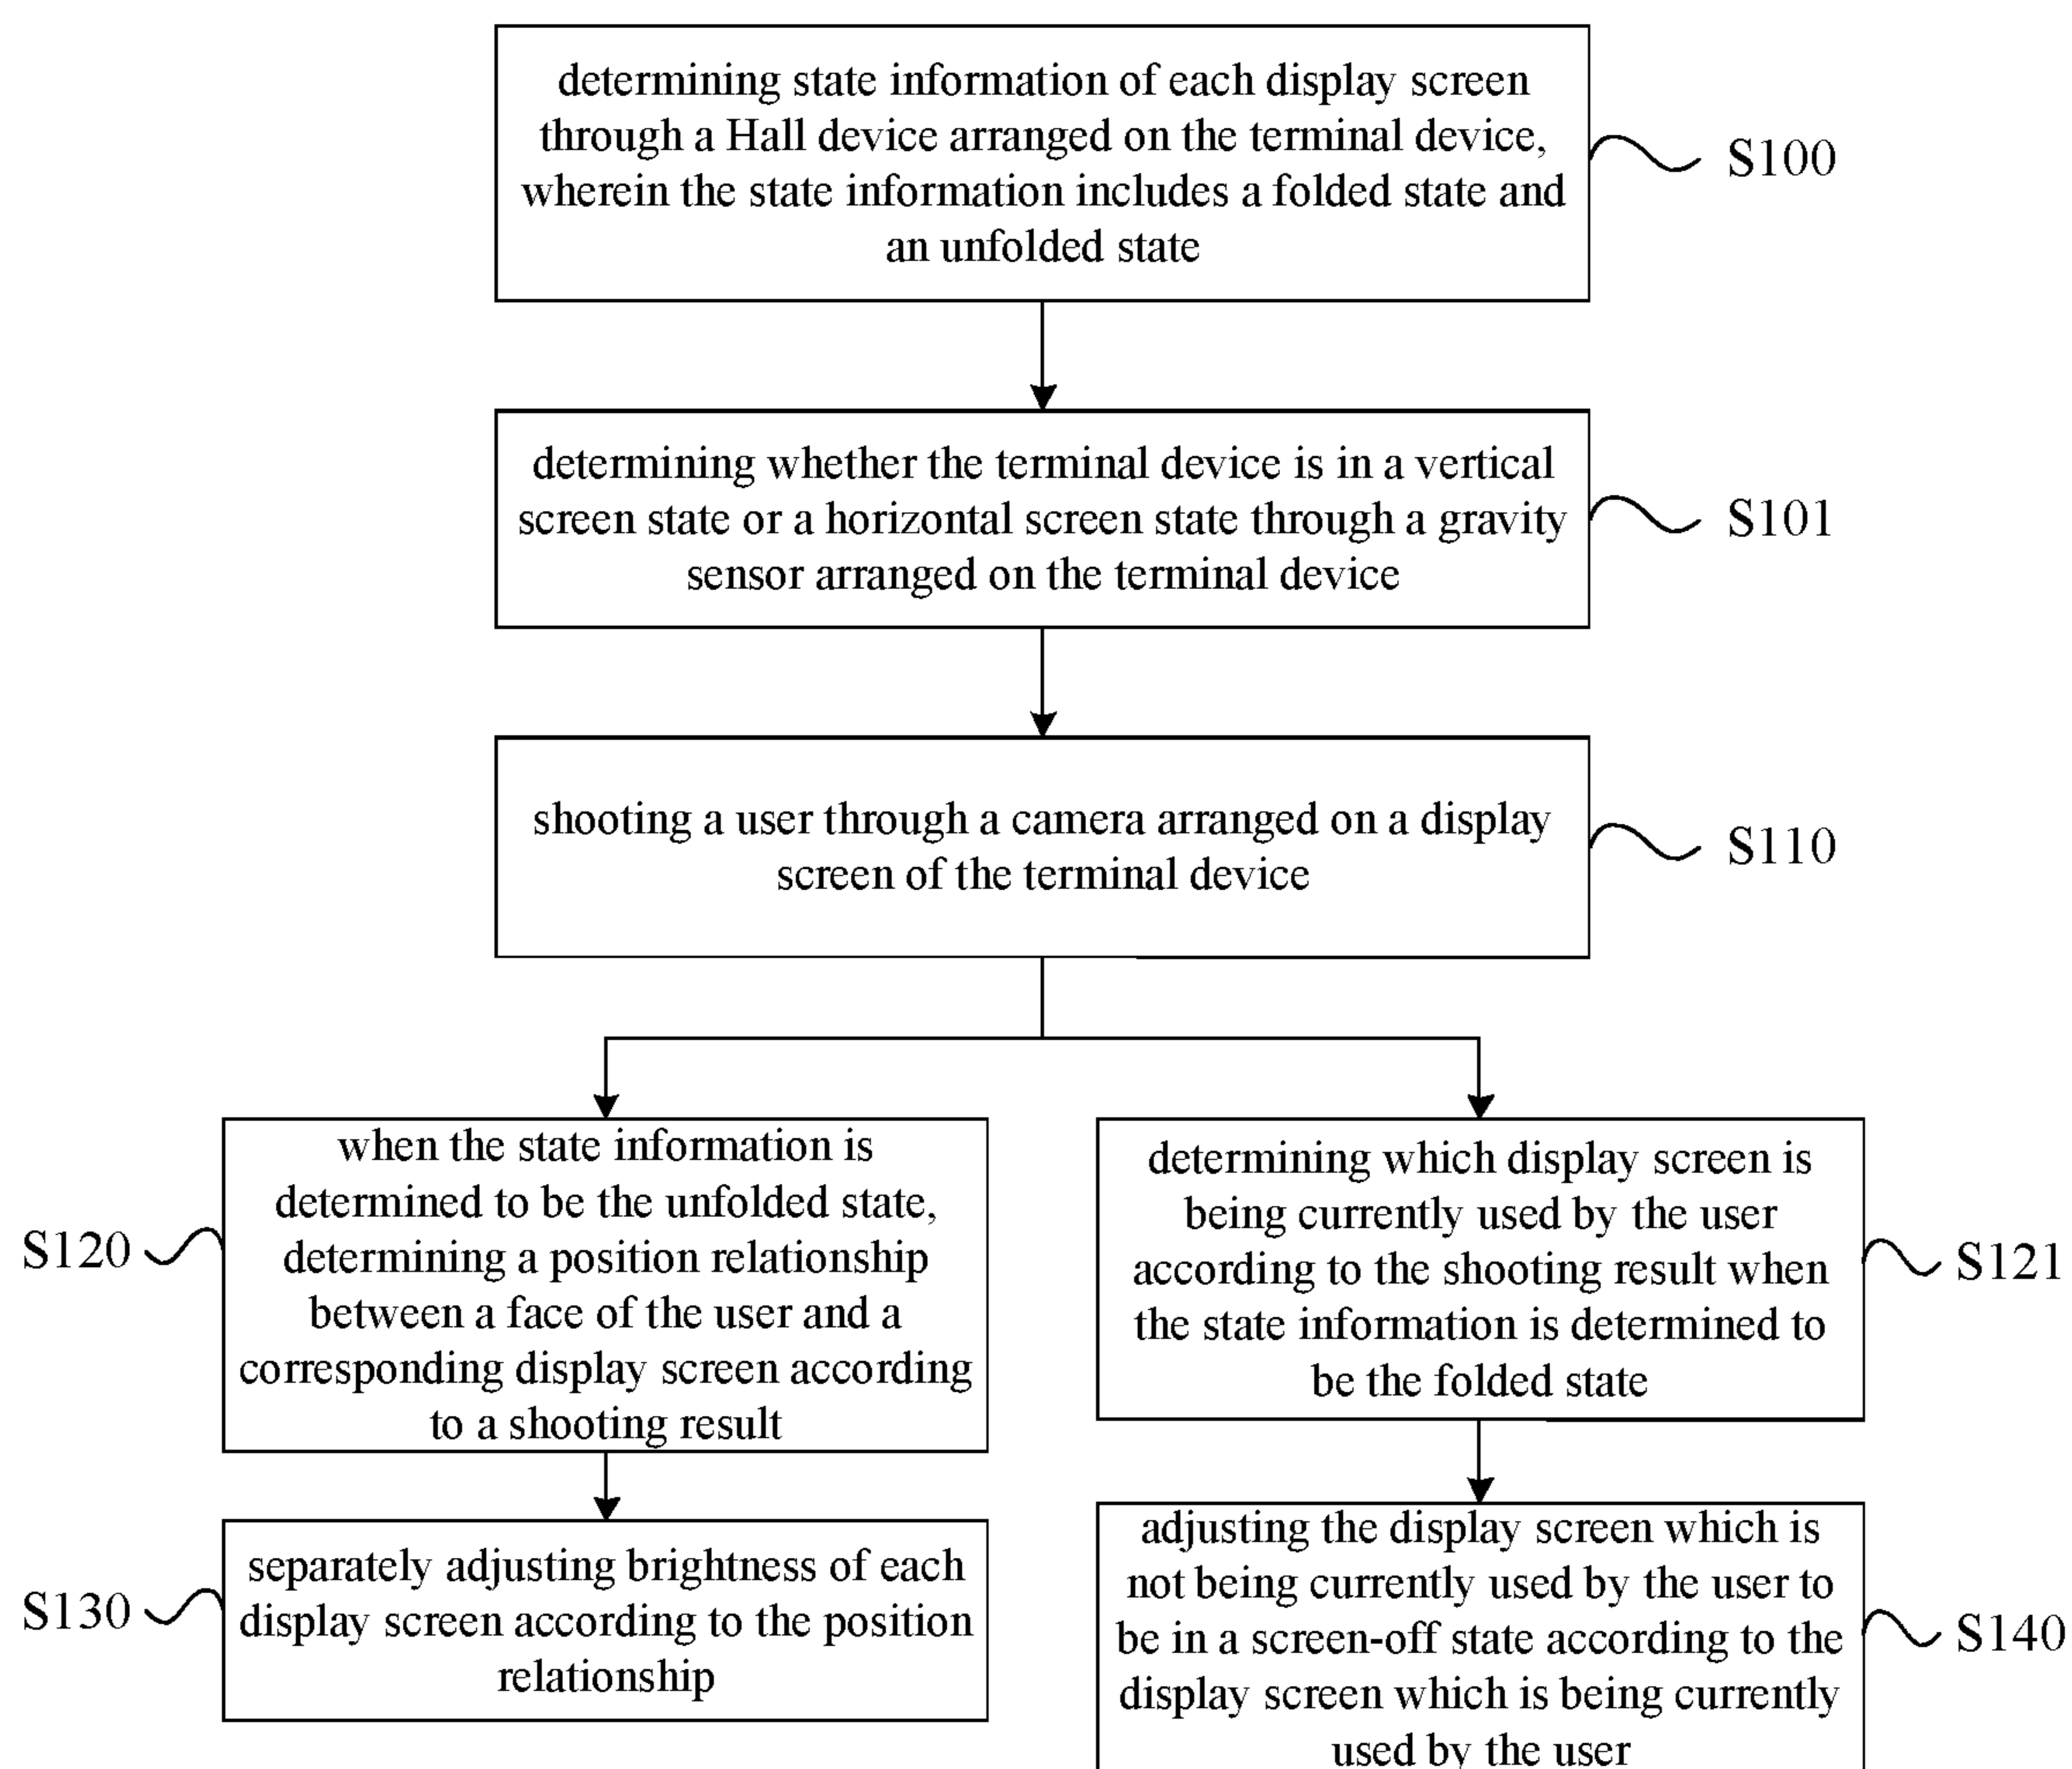 determining state information of each display screen
through a Hall device arranged on the terminal device,
wherein the state information includes a folded state and
an unfolded state
S100
determining whether the terminal device is in a vertical
screen state or a horizontal screen state through a gravity
sensor arranged on the terminal device
S101
shooting a user through a camera arranged on a display
screen of the terminal device
S110
when the state information is
determined to be the unfolded state,
determining a position relationship
between a face of the user and a
corresponding display screen according
to a shooting result
S120
determining which display screen is
being currently used by the user
according to the shooting result when
the state information is determined to
be the folded state
S121
separately adjusting brightness of each
display screen according to the position
relationship
S130
adjusting the display screen which is
not being currently used by the user to
be in a screen-off state according to the
display screen which is being currently
used by the user
S140